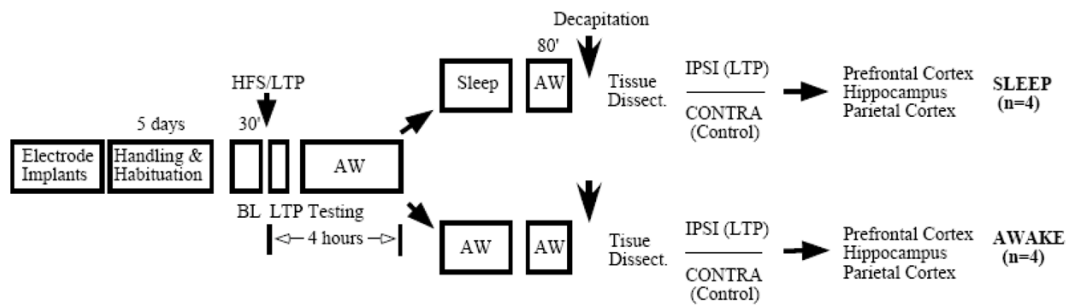 Decapitation
80'
HFS/LTP
Sleep
AW
Tissue
Dissect.
IPSI (LTP)
CONTRA
(Control)
Prefrontal Cortex
Hippocampus
Parietal Cortex
SLEEP
(n=4)
5 days
30'
Electrode
Implants
Handling &
Habituation
AW
BL
LTP Testing
4 hours
AW
AW
Tisue
Dissect.
IPSI (LTP)
CONTRA
(Control)
Prefrontal Cortex
Hippocampus
Parietal Cortex
AWAKE
(n=4)